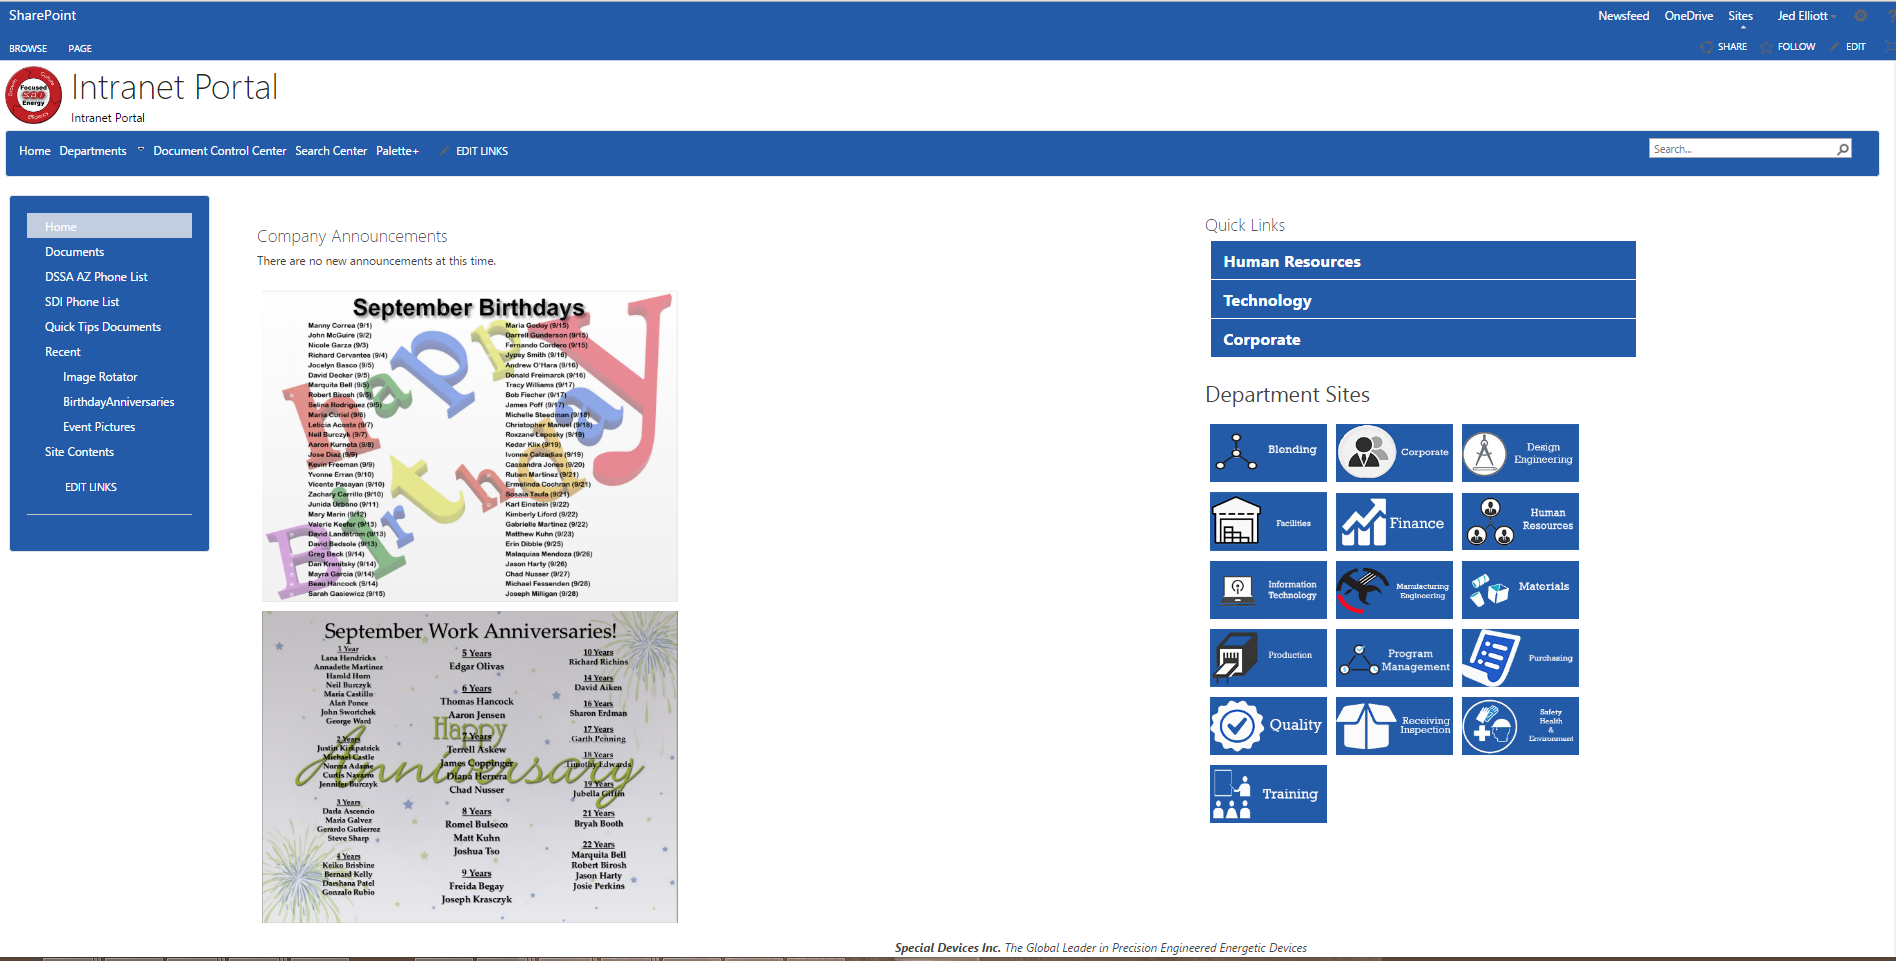 SharePoint
Newsfeed OneDrive Sites Jed Elliott ?
BROWSE PAGE
SHARE FOLLOW EDIT
Growth Culture
Focused
SDI
Energy
Efficiency
Intranet Portal
Intranet Portal
Home Departments Document Control Center Search Center Palette+ EDIT LINKS
Search...
Home
Documents
DSSA AZ Phone List
SDI Phone List
Quick Tips Documents
Recent
Image Rotator
BirthdayAnniversaries
Event Pictures
Site Contents
EDIT LINKS
Company Announcements
There are no new announcements at this time.
September Birthdays
Happy
Birthday
Manny Correa (9/1)
John McGuire (9/2)
Nicole Garza (9/3)
Richard Cervantes (9/4)
Jocelyn Basco (9/5)
David Decker (9/5)
Marquita Bell (9/5)
Robert Birosh (9/5)
Selina Rodriguez (9/5)
Maria Curiel (9/6)
Leticia Acosta (9/7)
Neil Burczyk (9/7)
Aaron Kurneta (9/8)
Jose Diaz (9/9)
Kevin Freeman (9/9)
Yvonne Erran (9/10)
Vicente Pasayan (9/10)
Zachary Carrillo (9/10)
Junida Urbano (9/11)
Mary Marin (9/12)
Valerie Keefer (9/13)
David Landstrom (9/13)
David Bedsole (9/13)
Greg Beck (9/14)
Dan Krenitsky (9/14)
Mayra Garcia (9/14)
Beau Hancock (9/14)
Sarah Gasiewicz (9/15)
Maria Godoy (9/15)
Darrell Gunderson (9/15)
Fernando Cordero (9/15)
Jypsy Smith (9/16)
Andrew O'Hara (9/16)
Donald Freimarck (9/16)
Tracy Williams (9/17)
Bob Fischer (9/17)
James Poff (9/17)
Michelle Steedman (9/18)
Christopher Manuel (9/18)
Roxzane Leposky (9/19)
Kedar Klix (9/19)
Ivonne Calzadias (9/19)
Cassandra Jones (9/20)
Ruben Martinez (9/21)
Ermelinda Cochran (9/21)
Sosaia Taufa (9/21)
Karl Einstein (9/22)
Kimberly Liford (9/22)
Gabrielle Martinez (9/22)
Matthew Kuhn (9/23)
Erin Dibble (9/25)
Malaquias Mendoza (9/26)
Jason Harty (9/26)
Chad Nusser (9/27)
Michael Fessenden (9/28)
Joseph Milligan (9/28)
September Work Anniversaries!
Happy
Anniversary
1 Year
Lana Hendricks
Annadette Martinez
Harold Horn
Neil Burczyk
Maria Castillo
Alan Ponce
John Swortchek
George Ward
2 Years
Justin Kirkpatrick
Michael Castle
Norma Adame
Curtis Navarro
Jennifer Burczyk
3 Years
Darla Ascencio
Maria Galvez
Gerardo Gutierrez
Steve Sharp
4 Years
Keiko Brisbine
Bernard Kelly
Darshana Patel
Gonzalo Rubio
5 Years
Edgar Olivas
6 Years
Thomas Hancock
Aaron Jensen
7 Years
Terrell Askew
James Coppinger
Diana Herrera
Chad Nusser
8 Years
Romel Bulseco
Matt Kuhn
Joshua Tso
9 Years
Freida Begay
Joseph Krasczyk
10 Years
Richard Richins
14 Years
David Aiken
16 Years
Sharon Erdman
17 Years
Garth Penning
18 Years
Timothy Edwards
19 Years
Jubella Giffin
21 Years
Bryah Booth
22 Years
Marquita Bell
Robert Birosh
Jason Harty
Josie Perkins
Quick Links
Human Resources
Technology
Corporate
Department Sites
Blending
Corporate
Design
Engineering
Facilities
Finance
Human
Resources
Information
Technology
Manufacturing
Engineering
Materials
Production
Program
Management
Purchasing
Quality
Receiving
Inspection
Safety
Health
&
Environment
Training
Special Devices Inc. The Global Leader in Precision Engineered Energetic Devices